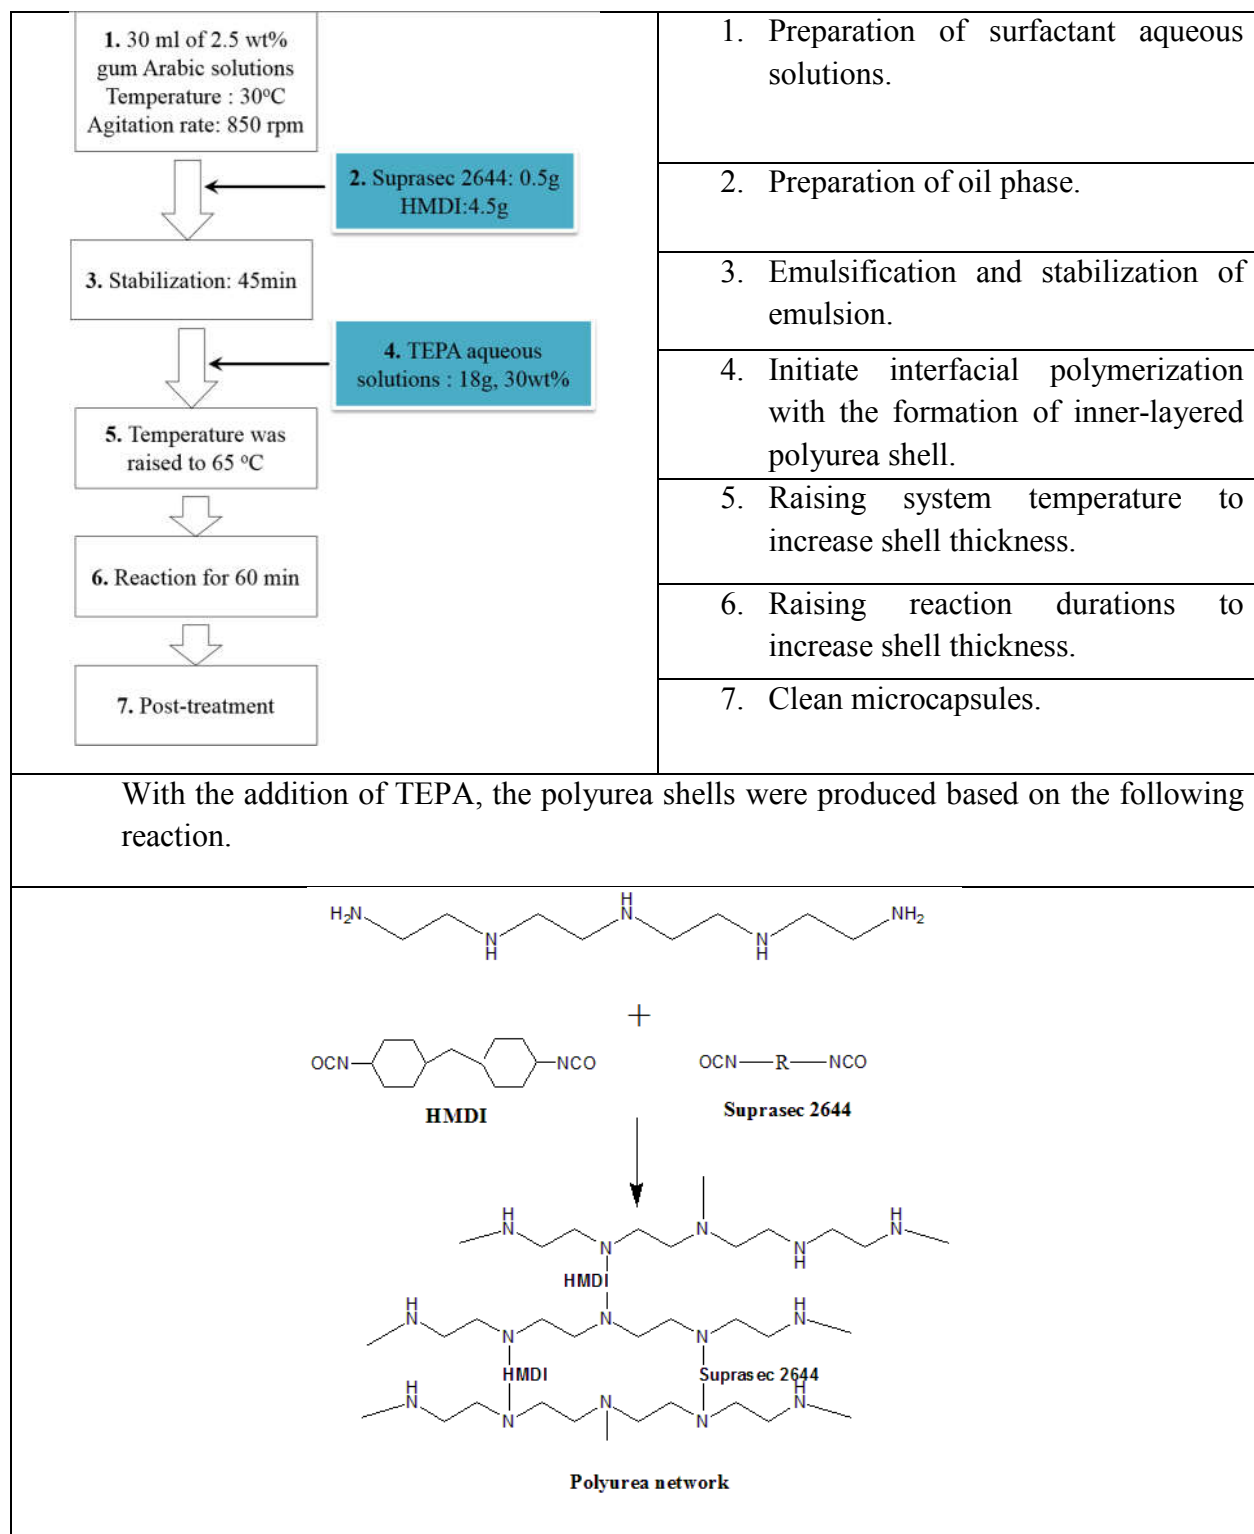 1. 30 ml of 2.5 wt%
gum Arabic solutions
Temperature : 30°C
Agitation rate: 850 rpm
2. Suprasec 2644: 0.5g
HMDI:4.5g
3. Stabilization: 45min
4. TEPA aqueous
solutions : 18g, 30wt%
5. Temperature was
raised to 65 °C
6. Reaction for 60 min
7. Post-treatment
1. Preparation of surfactant aqueous
solutions.
2. Preparation of oil phase.
3. Emulsification and stabilization of
emulsion.
4. Initiate interfacial polymerization
with the formation of inner-layered
polyurea shell.
5. Raising system temperature to
increase shell thickness.
6. Raising reaction durations to
increase shell thickness.
7. Clean microcapsules.
With the addition of TEPA, the polyurea shells were produced based on the following
reaction.
H₂N
N
H
H
N
N
H
NH₂
+
OCN
NCO
HMDI
OCN
R
NCO
Suprasec 2644
H
N
N
N
N
H
H
N
HMDI
H
N
N
N
N
H
N
HMDI
Suprasec 2644
H
N
N
N
N
H
N
Polyurea network